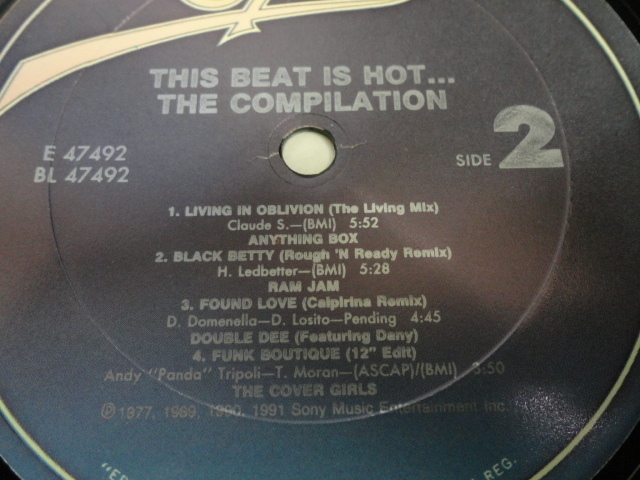 THIS BEAT IS HOT...
THE COMPILATION
E 47492
BL 47492
SIDE 2
1. LIVING IN OBLIVION (The Living Mix)
Claude S.—(BMI) 5:52
ANYTHING BOX
2. BLACK BETTY (Rough 'N Ready Remix)
H. Ledbetter—(BMI) 5:28
RAM JAM
3. FOUND LOVE (Caipirina Remix)
D. Domenella—D. Losito—Pending 4:45
DOUBLE DEE (Featuring Dany)
4. FUNK BOUTIQUE (12" Edit)
Andy "Panda" Tripoli—T. Moran—(ASCAP)/(BMI) 3:50
THE COVER GIRLS
℗ 1977, 1989, 1990, 1991 Sony Music Entertainment Inc.
REG.